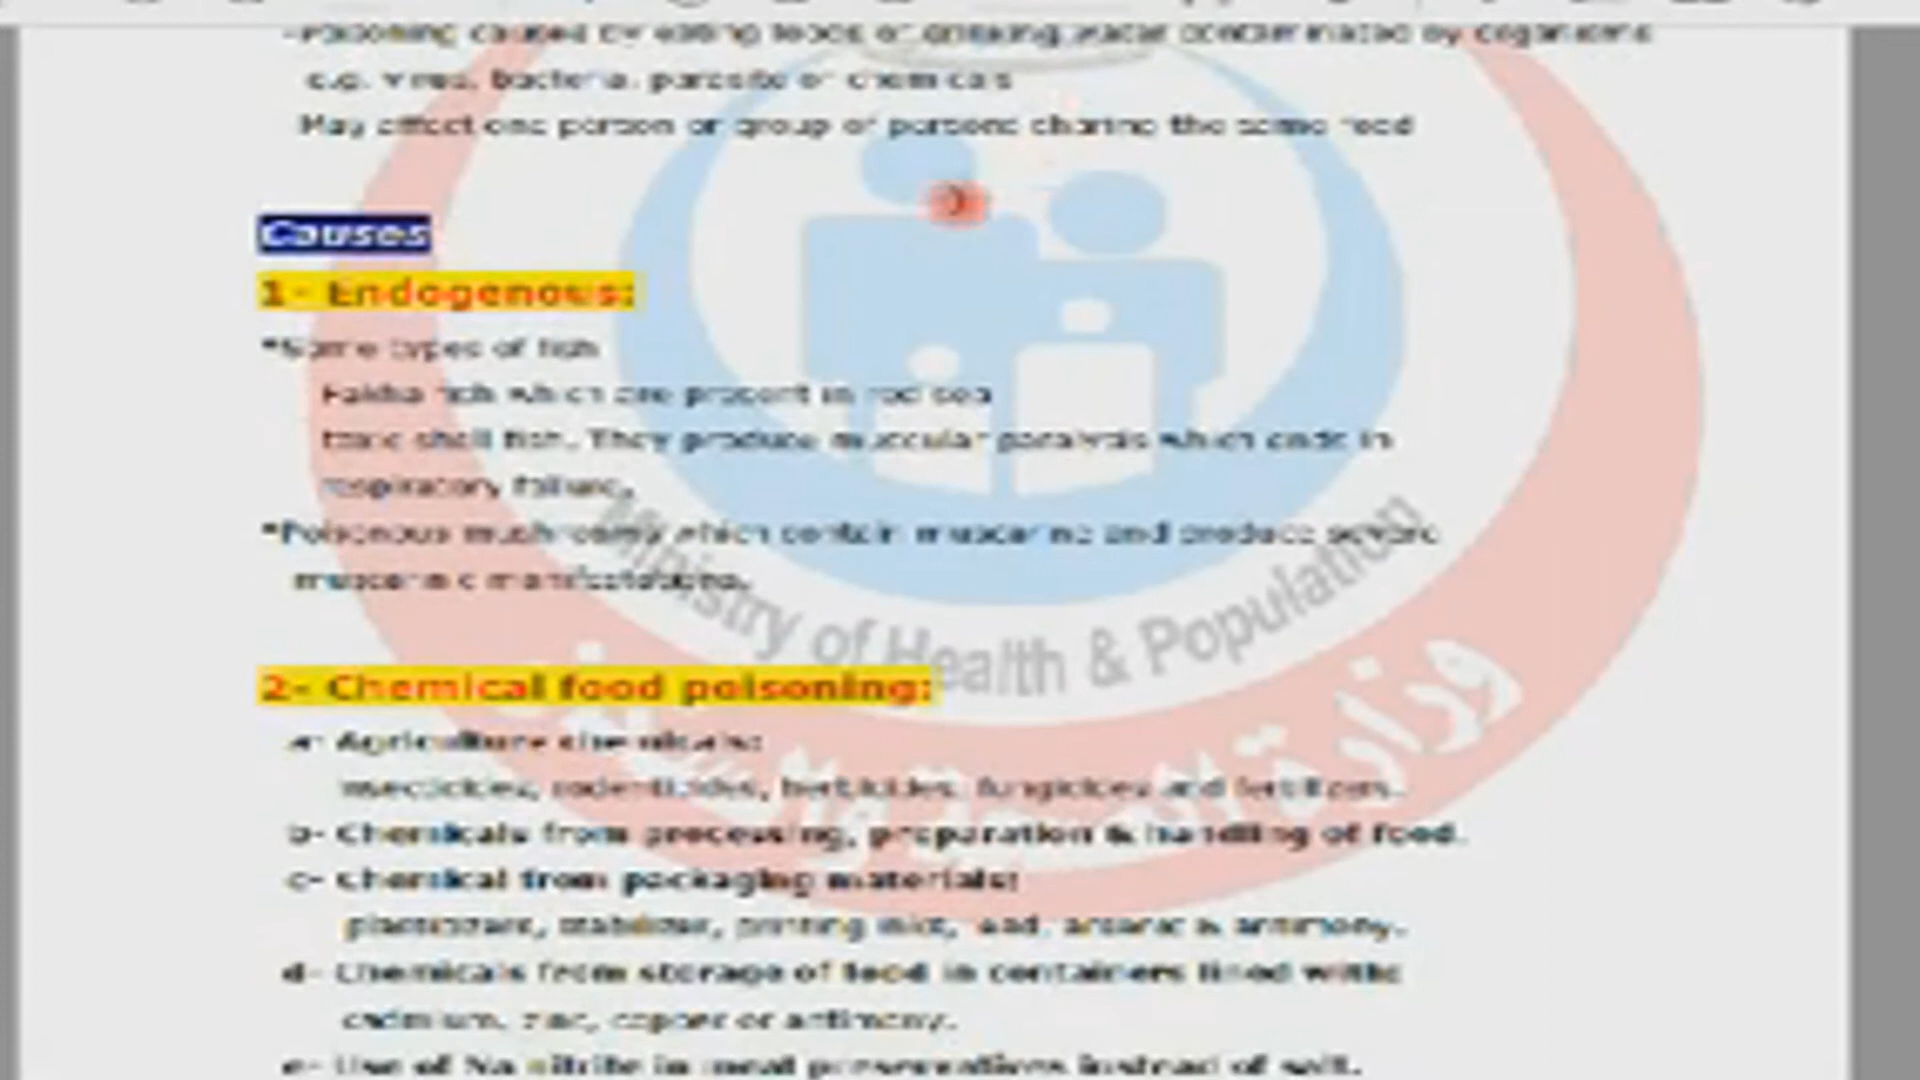 -Poisoning caused by eating foods or drinking water contaminated by organisms
e.g. virus, bacteria, parasite or chemicals
May affect one person or group of persons sharing the same food
Causes
1- Endogenous:
*Some types of fish
fish which are present in red sea
toxic shell fish. They produce muscular paralysis which ends in
respiratory failure.
*Poisonous mushrooms which contain muscarine and produce severe
muscarinic manifestations.
Ministry of Health & Population
وزارة الصحة والسكان
2- Chemical food poisoning:
a- Agriculture chemicals:
insecticides, rodenticides, herbicides, fungicides and fertilizers.
b- Chemicals from processing, preparation & handling of food.
c- Chemical from packaging materials:
plasticizers, stabilizer, printing inks, lead, arsenic & antimony.
d- Chemicals from storage of food in containers lined with:
cadmium, zinc, copper or antimony.
e- Use of Na nitrite in meat preservations instead of salt.